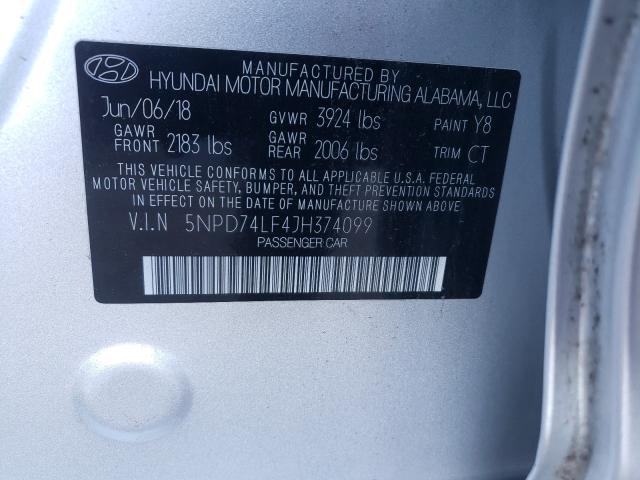 MANUFACTURED BY
HYUNDAI MOTOR MANUFACTURING ALABAMA, LLC
Jun/06/18 GVWR 3924 lbs PAINT Y8
GAWR FRONT 2183 lbs GAWR REAR 2006 lbs TRIM CT
THIS VEHICLE CONFORMS TO ALL APPLICABLE U.S.A. FEDERAL
MOTOR VEHICLE SAFETY, BUMPER, AND THEFT PREVENTION STANDARDS
IN EFFECT ON THE DATE OF MANUFACTURE SHOWN ABOVE.
V.I.N 5NPD74LF4JH374099
PASSENGER CAR